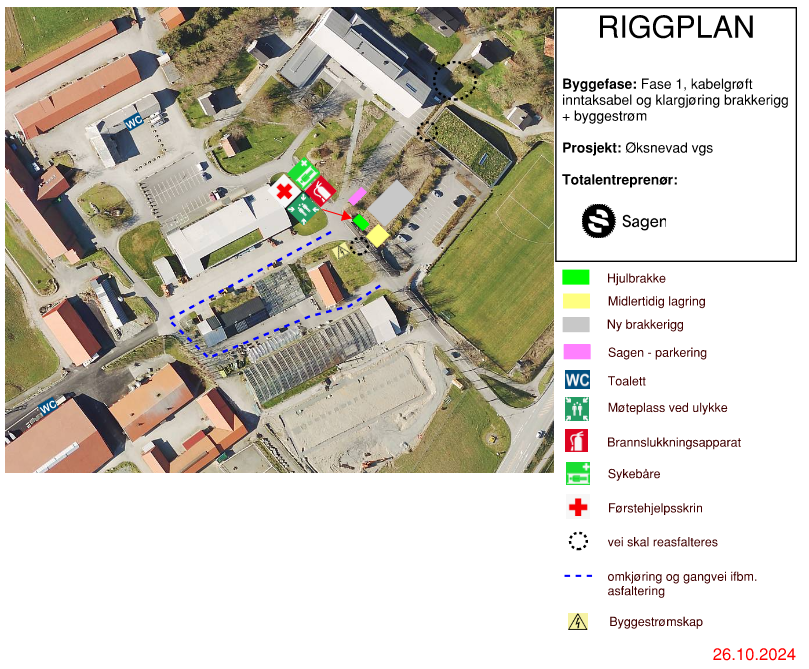 RIGGPLAN
Byggefase: Fase 1, kabelgrøft
inntaksabel og klargjøring brakkerigg
+ byggestrøm
Prosjekt: Øksnevad vgs
Totalentreprenør:
Sagen
WC
WC
Hjulbrakke
Midlertidig lagring
Ny brakkerigg
Sagen - parkering
WC Toalett
Møteplass ved ulykke
Brannslukkningsapparat
Sykebåre
Førstehjelpsskrin
vei skal reasfalteres
omkjøring og gangvei ifbm.
asfaltering
Byggestrømskap
26.10.2024